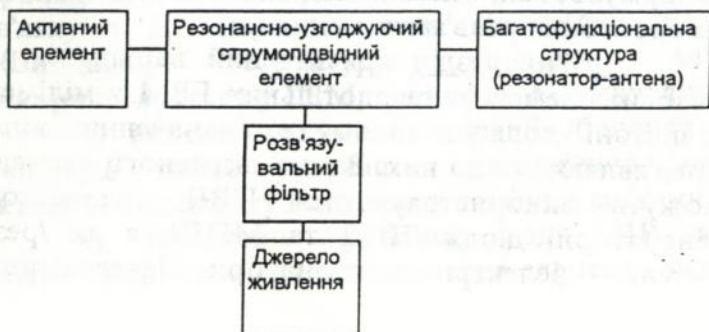 Активний
елемент
Резонансно-узгоджуючий
струмопідвідний
елемент
Багатофункціональна
структура
(резонатор-антена)
Розв'язу-
вальний
фільтр
Джерело
живлення